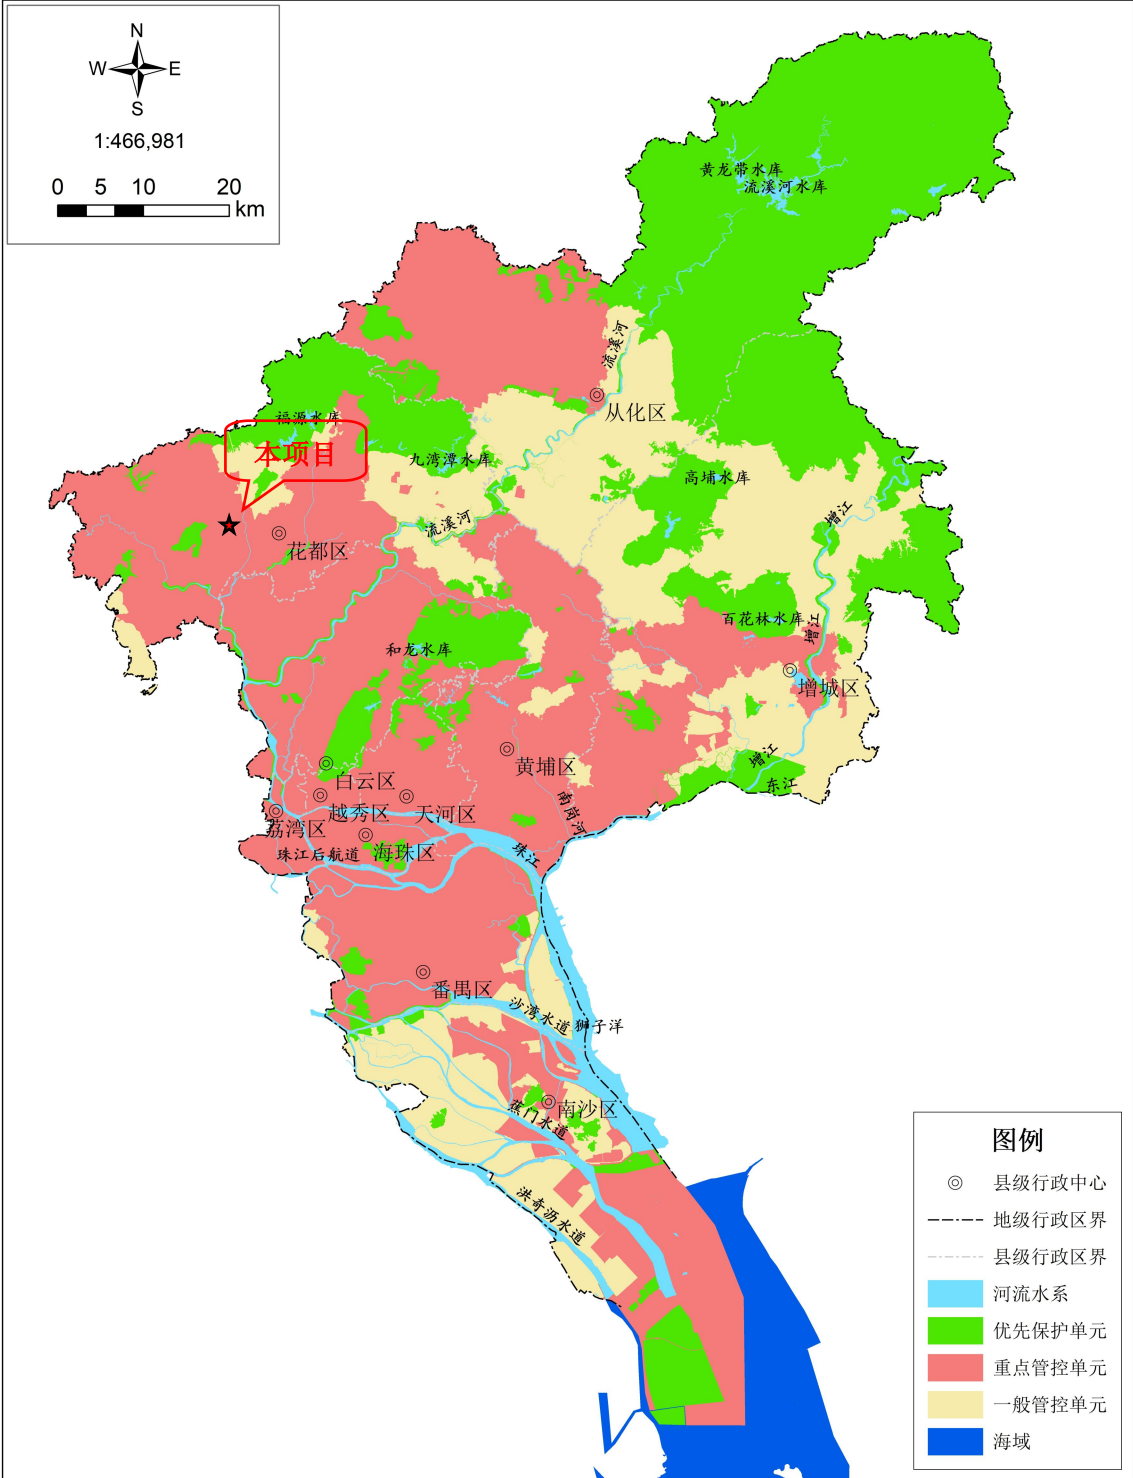 N
W E
S
1:466,981
0 5 10 20
km
黄龙带水库
流溪河水库
流溪河
从化区
福源水库
本项目
九湾潭水库
高埔水库
增江
流溪河
花都区
百花林水库
增江
和龙水库
增城区
黄埔区
增江
东江
白云区
越秀区
天河区
南岗河
荔湾区
海珠区
珠江后航道
珠江
番禺区
沙湾水道
狮子洋
南沙区
蕉门水道
洪奇沥水道
图例
县级行政中心
地级行政区界
县级行政区界
河流水系
优先保护单元
重点管控单元
一般管控单元
海域